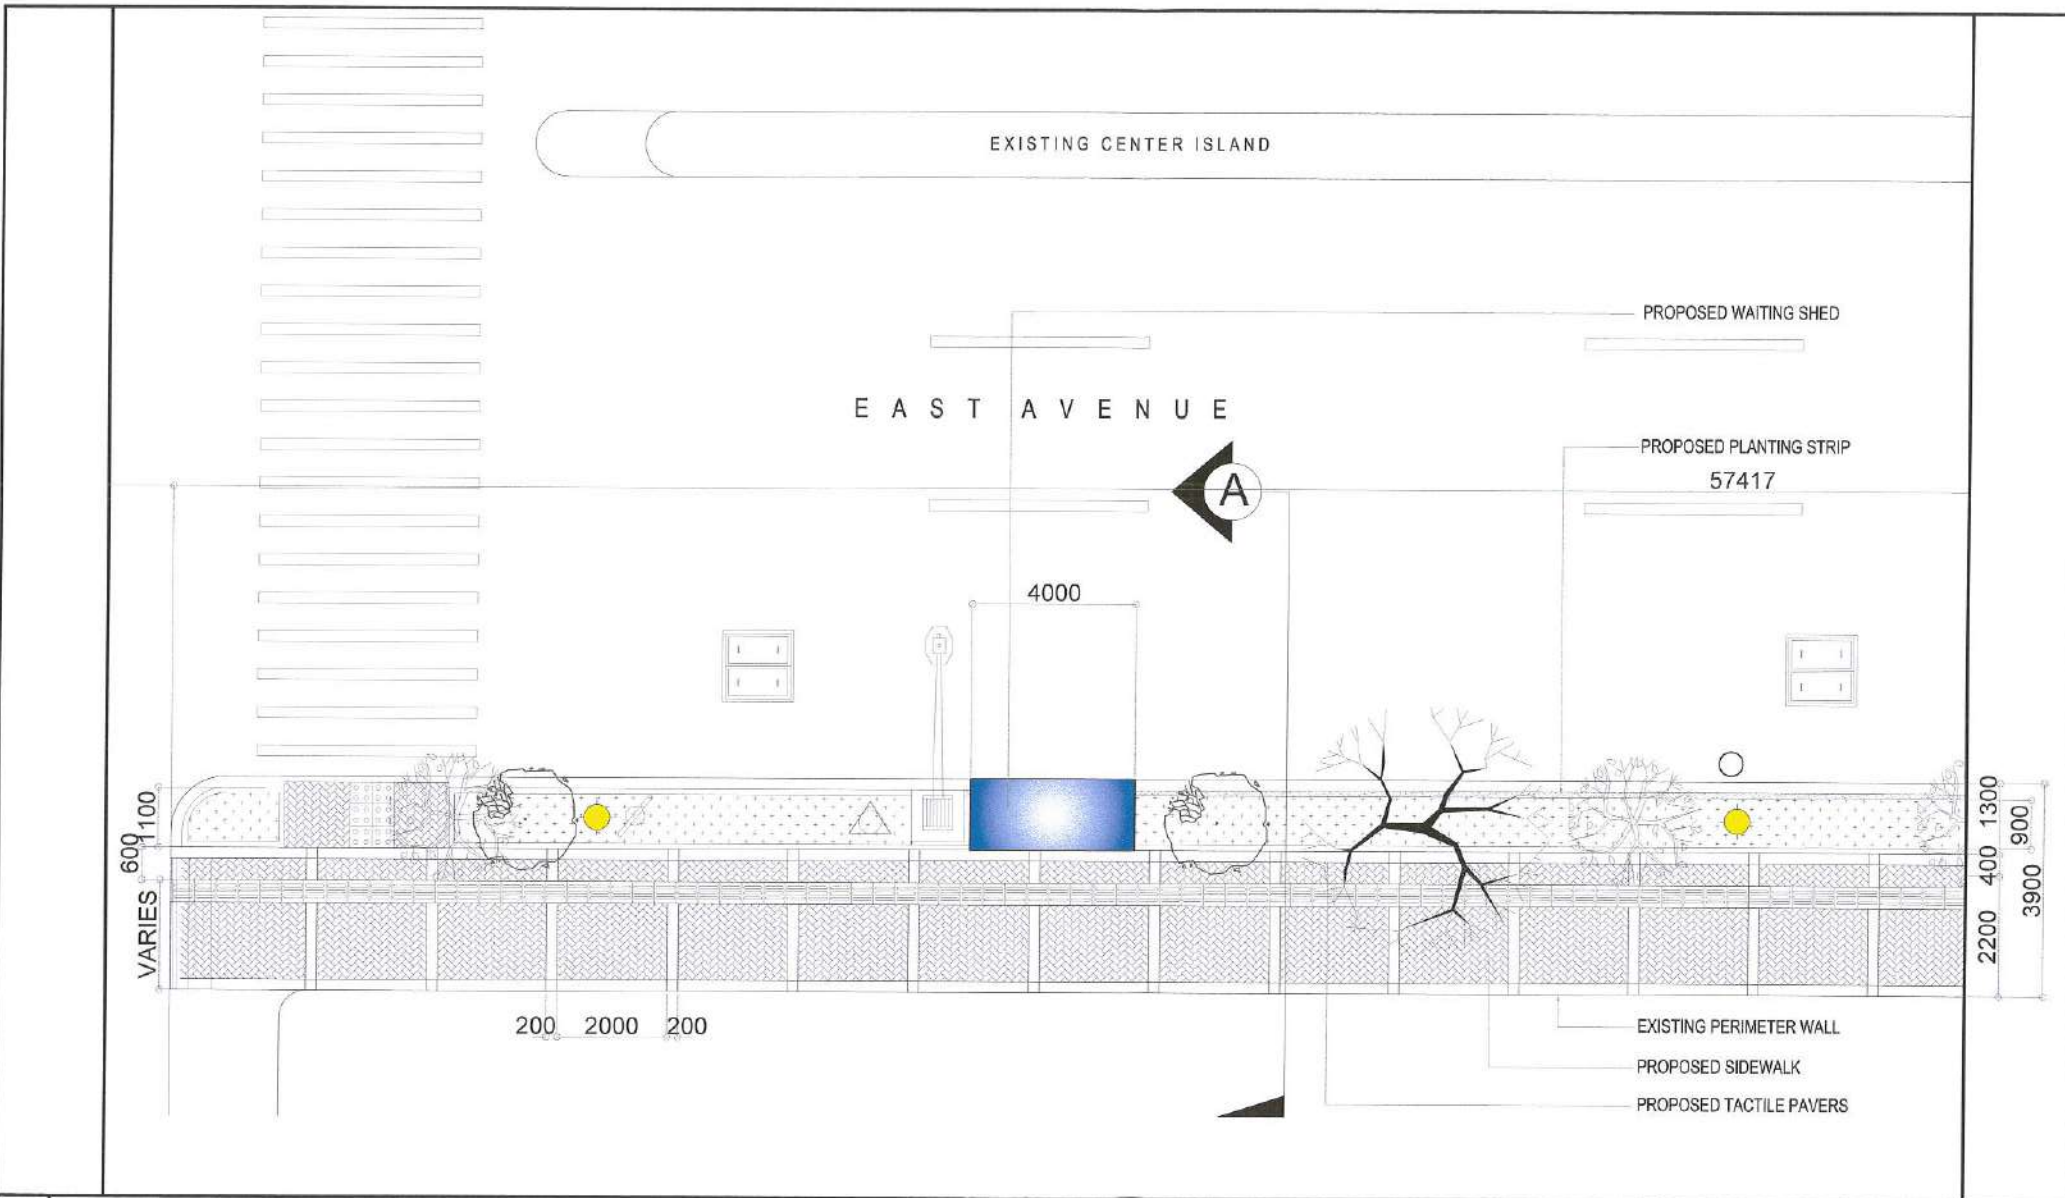 EXISTING CENTER ISLAND
PROPOSED WAITING SHED
EAST AVENUE
PROPOSED PLANTING STRIP
57417
A
4000
1100
600
VARIES
1300
900
400
3900
2200
200 2000 200
EXISTING PERIMETER WALL
PROPOSED SIDEWALK
PROPOSED TACTILE PAVERS